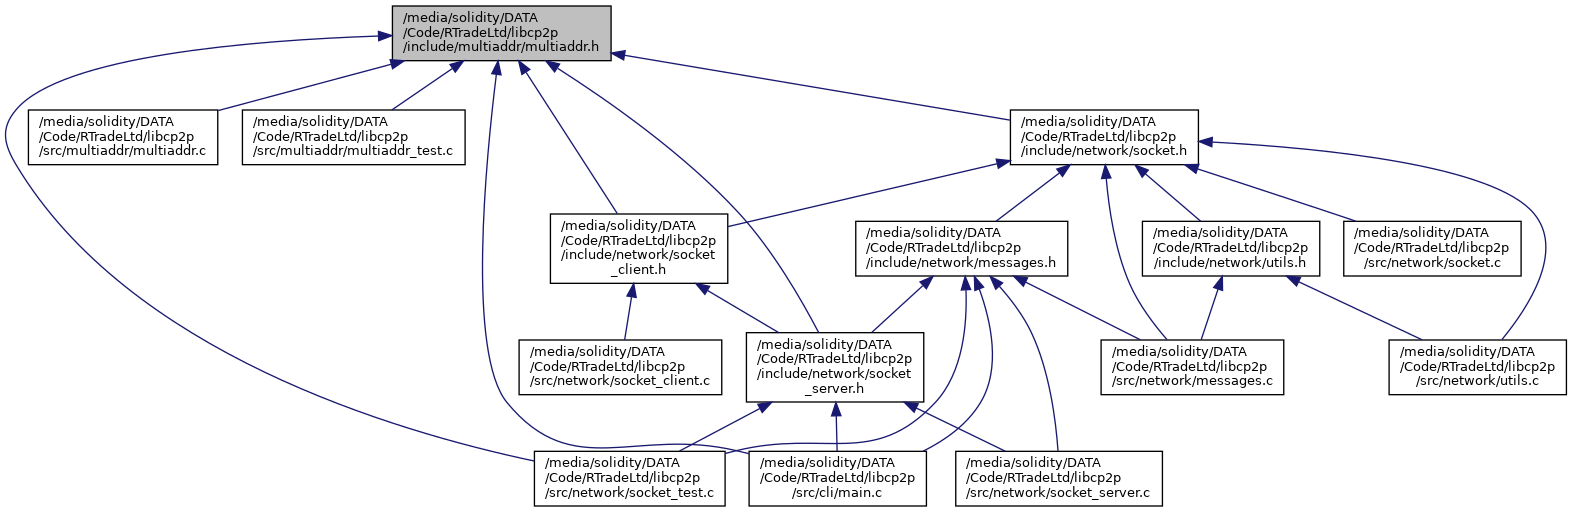 /media/solidity/DATA
/Code/RTradeLtd/libcp2p
/include/multiaddr/multiaddr.h
/media/solidity/DATA
/Code/RTradeLtd/libcp2p
/src/multiaddr/multiaddr.c
/media/solidity/DATA
/Code/RTradeLtd/libcp2p
/src/multiaddr/multiaddr_test.c
/media/solidity/DATA
/Code/RTradeLtd/libcp2p
/include/network/socket.h
/media/solidity/DATA
/Code/RTradeLtd/libcp2p
/include/network/socket
_client.h
/media/solidity/DATA
/Code/RTradeLtd/libcp2p
/include/network/messages.h
/media/solidity/DATA
/Code/RTradeLtd/libcp2p
/include/network/utils.h
/media/solidity/DATA
/Code/RTradeLtd/libcp2p
/src/network/socket.c
/media/solidity/DATA
/Code/RTradeLtd/libcp2p
/src/network/socket_client.c
/media/solidity/DATA
/Code/RTradeLtd/libcp2p
/include/network/socket
_server.h
/media/solidity/DATA
/Code/RTradeLtd/libcp2p
/src/network/messages.c
/media/solidity/DATA
/Code/RTradeLtd/libcp2p
/src/network/utils.c
/media/solidity/DATA
/Code/RTradeLtd/libcp2p
/src/network/socket_test.c
/media/solidity/DATA
/Code/RTradeLtd/libcp2p
/src/cli/main.c
/media/solidity/DATA
/Code/RTradeLtd/libcp2p
/src/network/socket_server.c